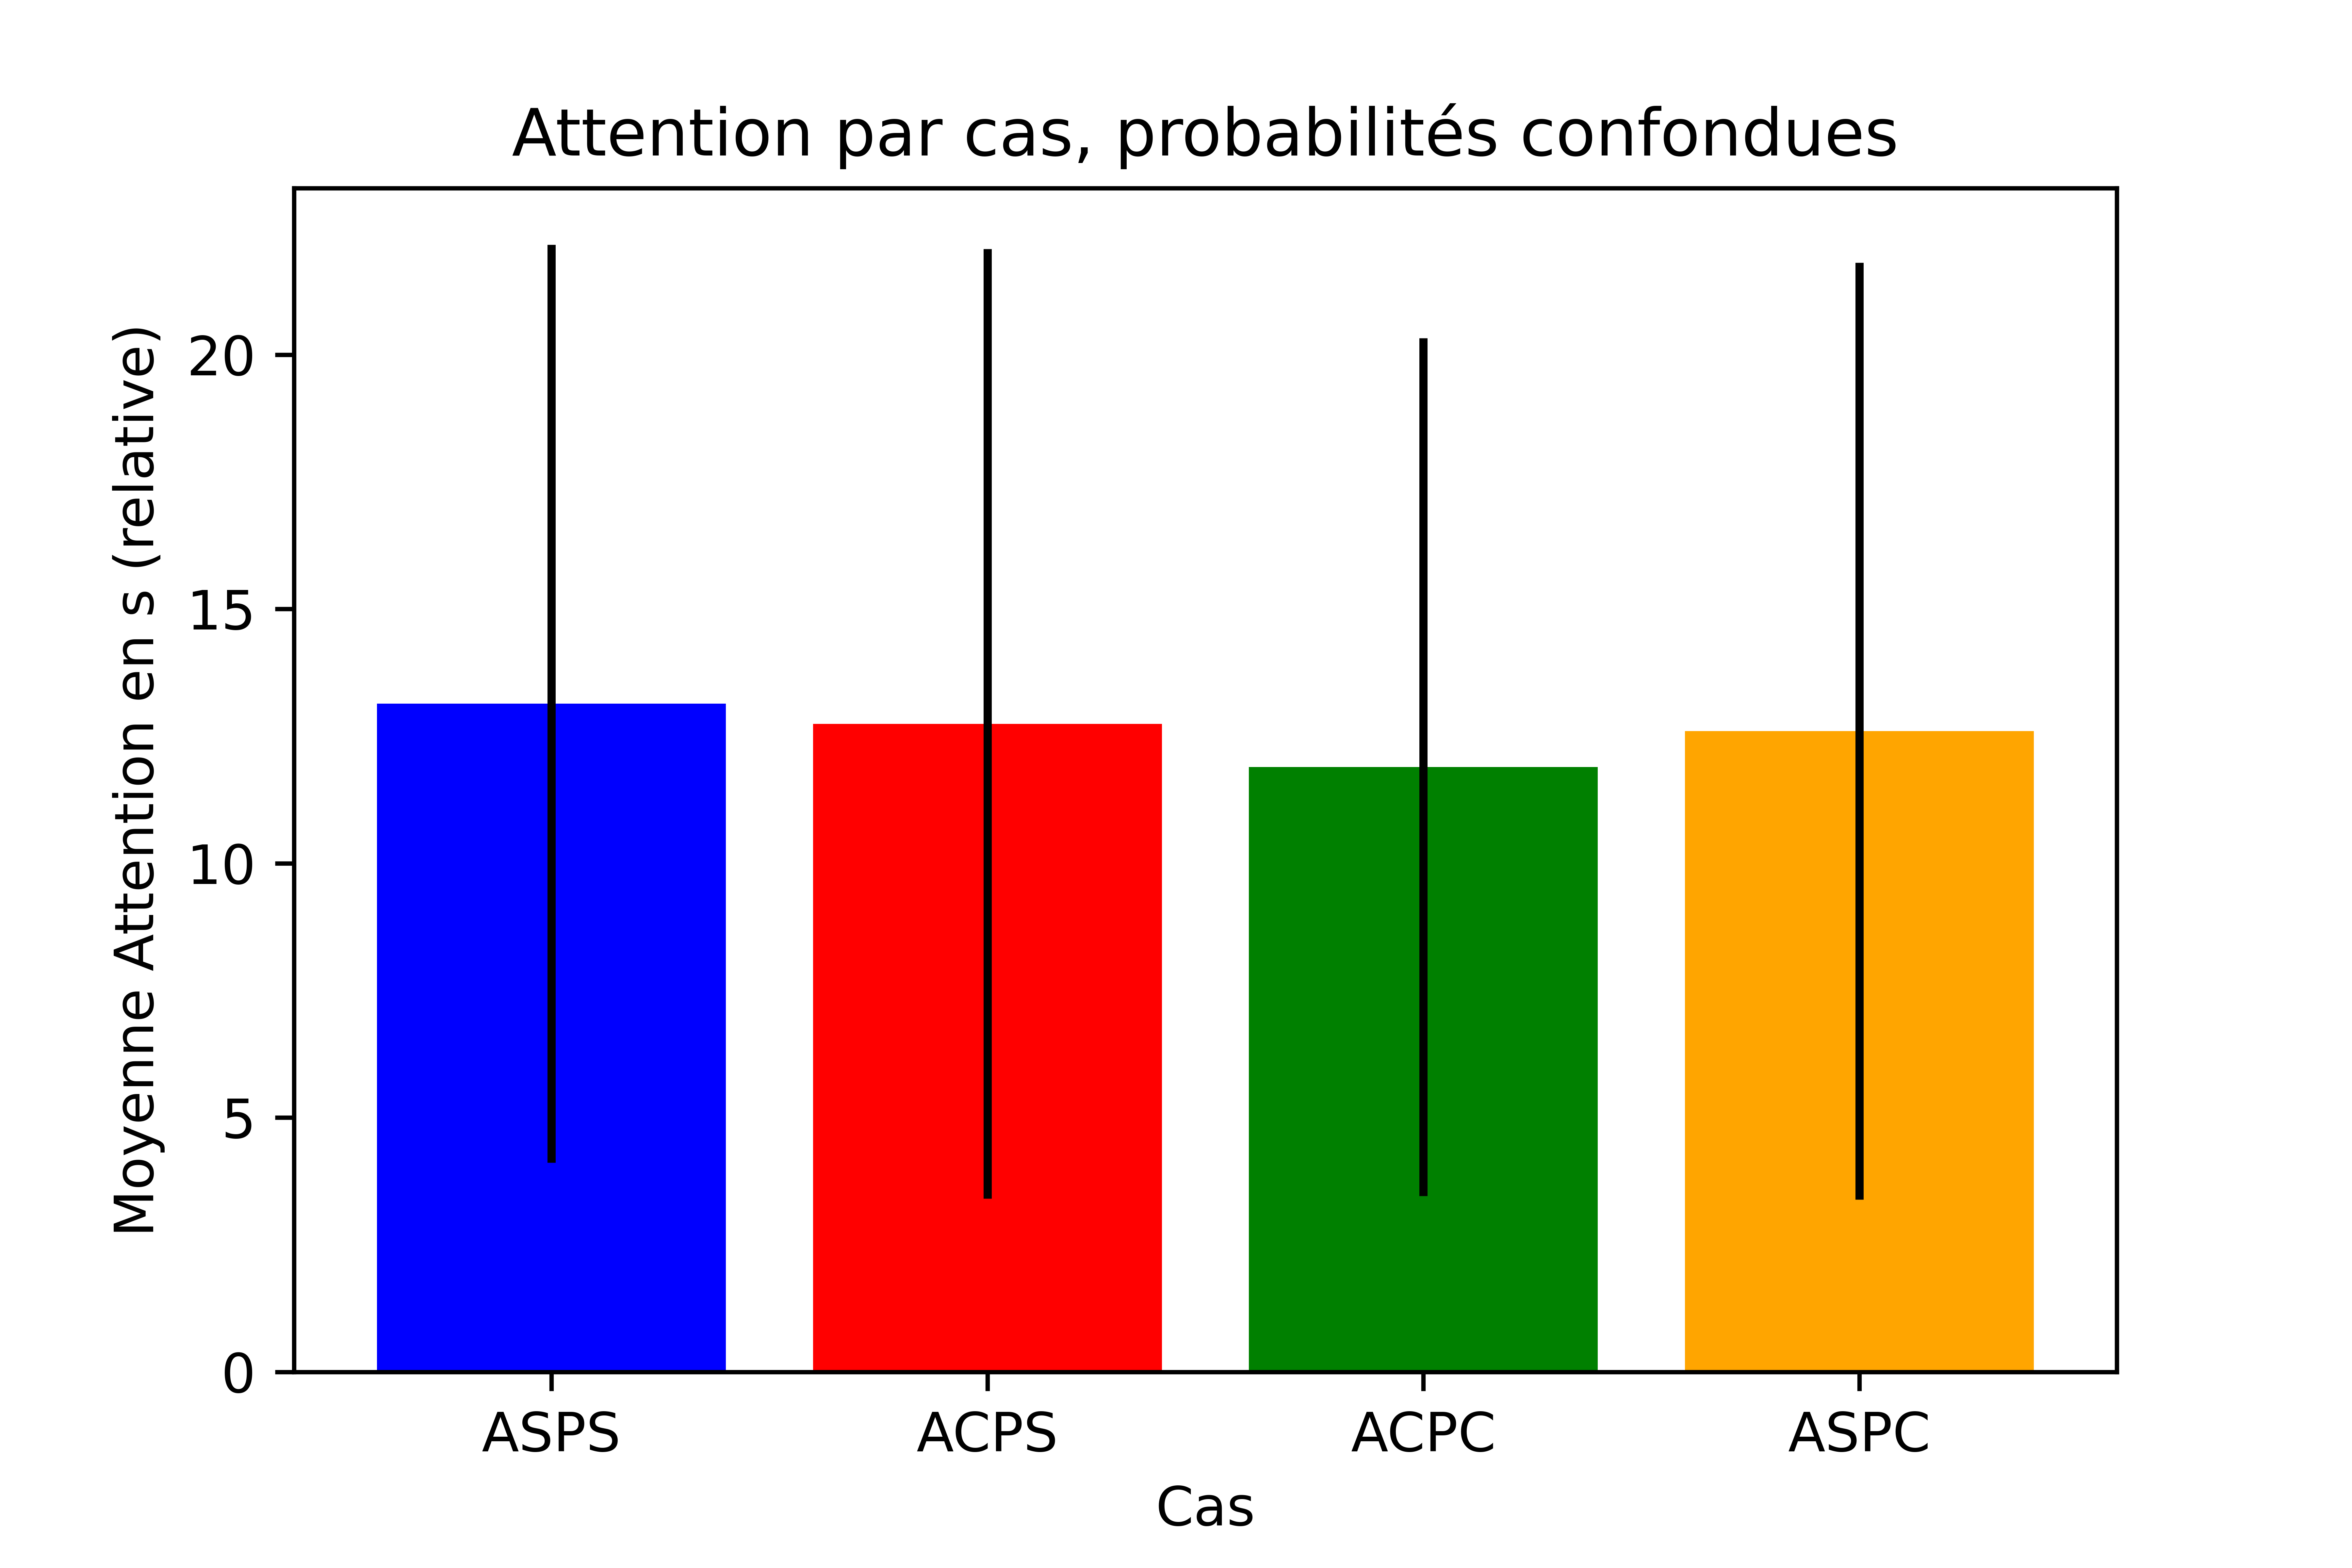 Attention par cas, probabilités confondues
Moyenne Attention en s (relative)
20
15
10
5
0
ASPS ACPS ACPC ASPC
Cas